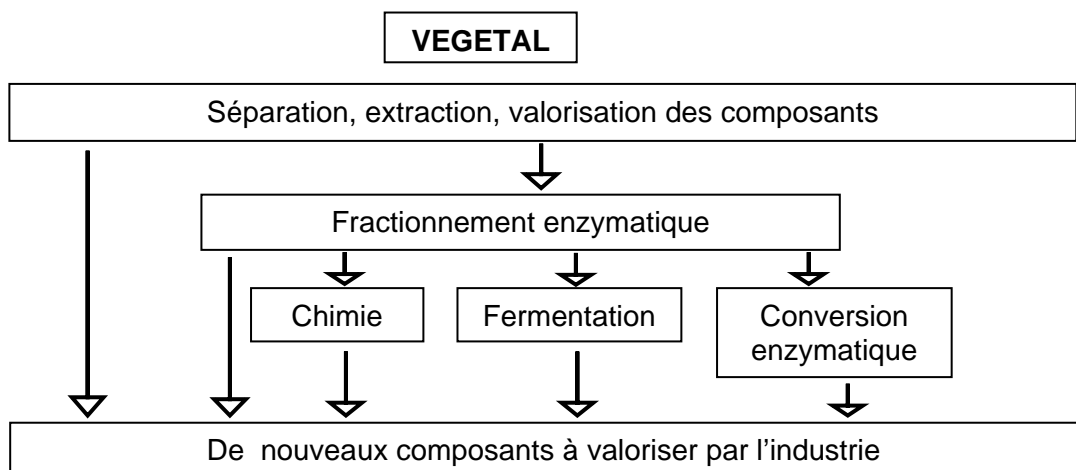 VEGETAL
Séparation, extraction, valorisation des composants
Fractionnement enzymatique
Chimie
Fermentation
Conversion
enzymatique
De nouveaux composants à valoriser par l'industrie